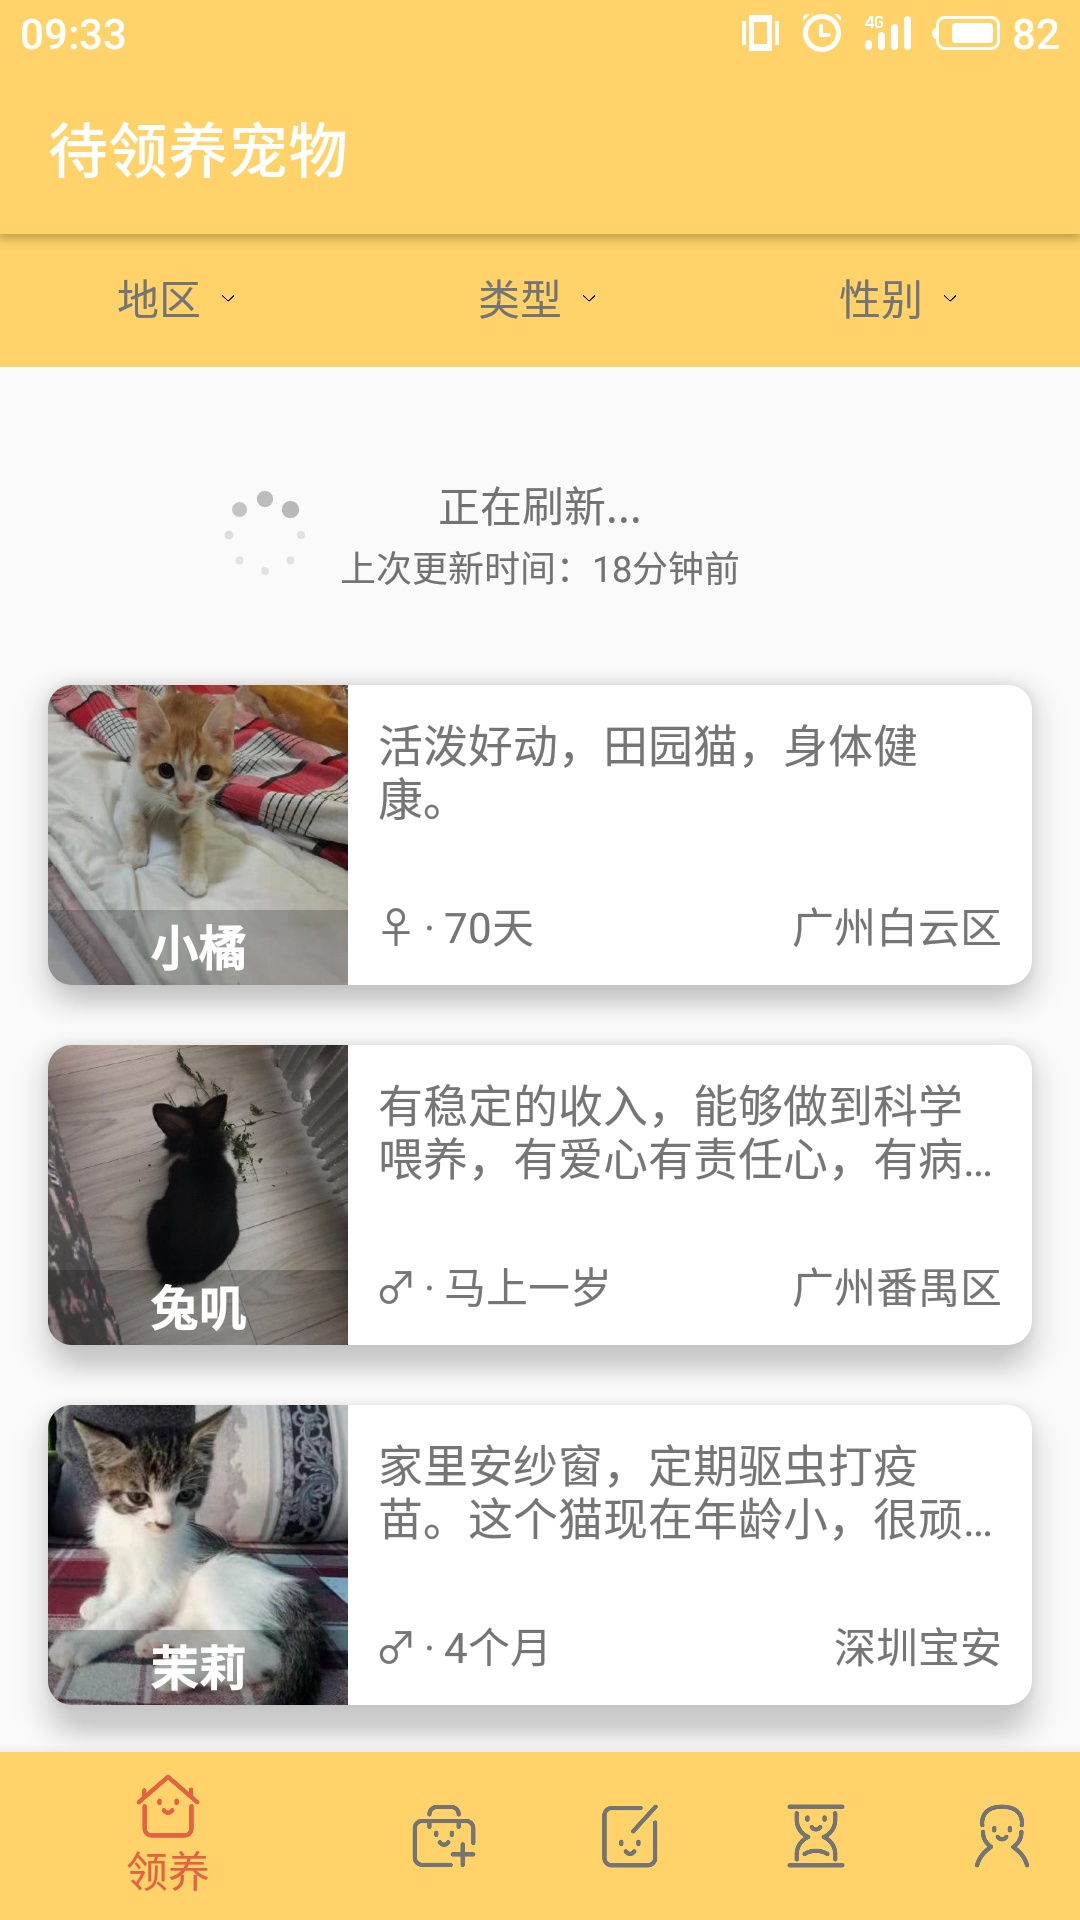 09:33
4G
82
待领养宠物
地区
类型
性别
正在刷新...
上次更新时间：18分钟前
活泼好动，田园猫，身体健
康。
小橘
♀ · 70天
广州白云区
有稳定的收入，能够做到科学
喂养，有爱心有责任心，有病...
兔叽
♂ · 马上一岁
广州番禺区
家里安纱窗，定期驱虫打疫
苗。这个猫现在年龄小，很顽...
茉莉
♂ · 4个月
深圳宝安
领养